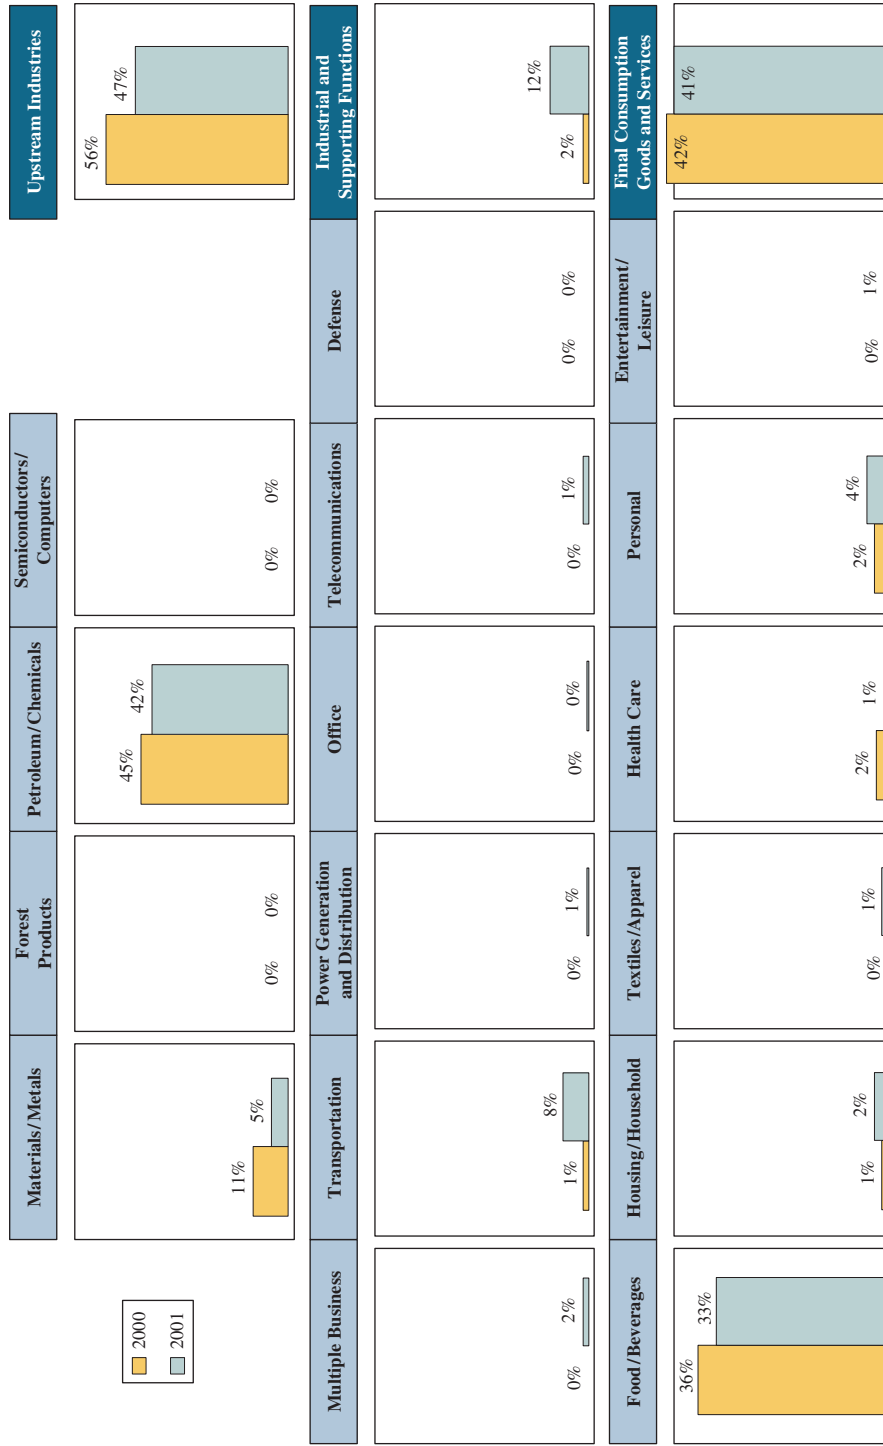 2000
2001
Materials/Metals
11%
5%
Forest
Products
0%
0%
Petroleum/Chemicals
45%
42%
Semiconductors/
Computers
0%
0%
Upstream Industries
56%
47%
Multiple Business
0%
2%
Transportation
1%
8%
Power Generation
and Distribution
0%
1%
Office
0%
0%
Telecommunications
0%
1%
Defense
0%
0%
Industrial and
Supporting Functions
2%
12%
Food/Beverages
36%
33%
Housing/Household
1%
2%
Textiles/Apparel
0%
1%
Health Care
2%
1%
Personal
2%
4%
Entertainment/
Leisure
0%
1%
Final Consumption
Goods and Services
42%
41%